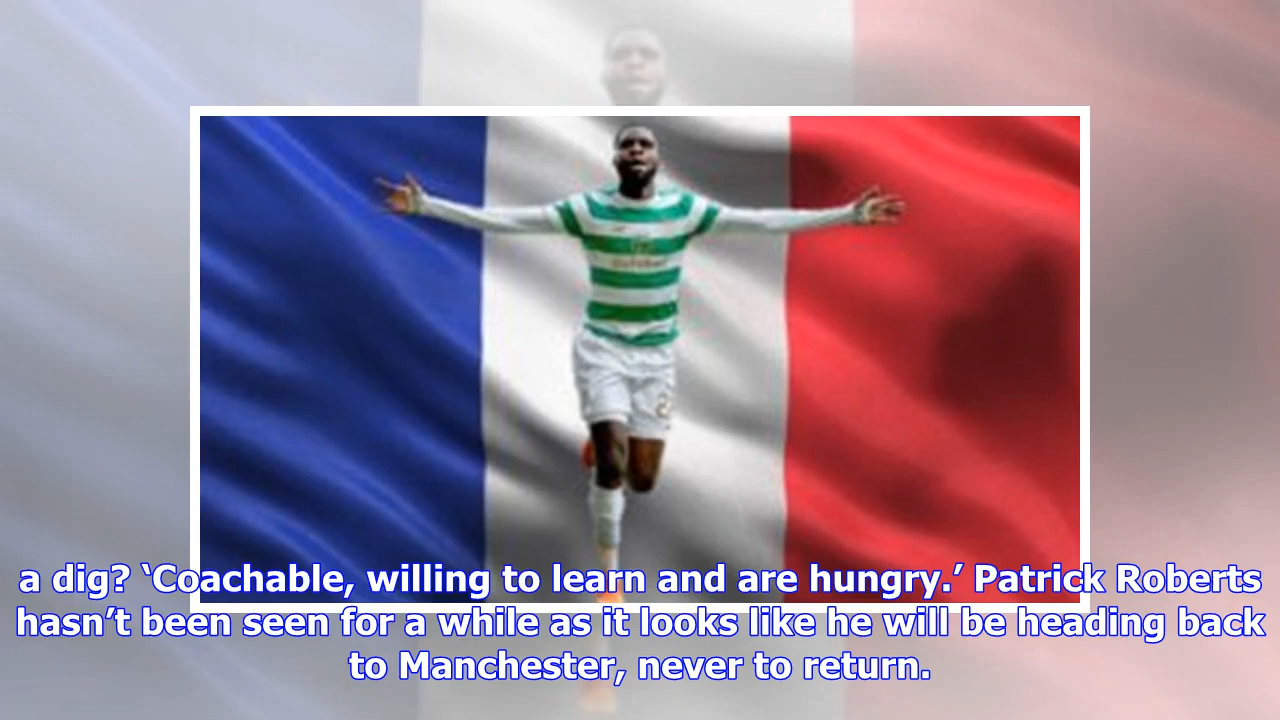 a dig? ‘Coachable, willing to learn and are hungry.’ Patrick Roberts
hasn’t been seen for a while as it looks like he will be heading back
to Manchester, never to return.